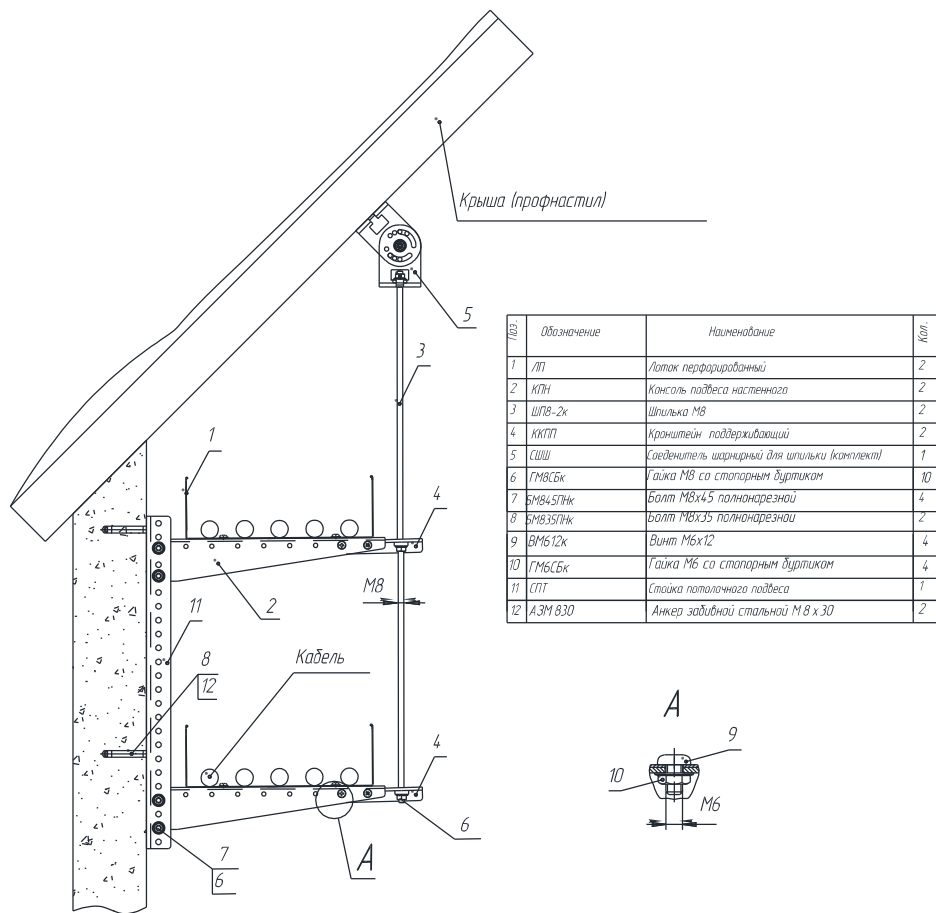 Крыша (профнастил)
5
3
1
4
М8
2
11
8
12
Кабель
4
6
А
7
6
Поз. Обозначение Наименование Кол.
1 ЛП Лоток перфорированный 2
2 КПН Консоль подвеса настенного 2
3 ШП8-2к Шпилька М8 2
4 ККПП Кронштейн поддерживающий 2
5 СШШ Соеденитель шарнирный для шпильки (комплект) 1
6 ГМ8СБк Гайка М8 со стопорным буртиком 10
7 БМ845ПНк Болт М8х45 полнонарезной 4
8 БМ835ПНк Болт М8х35 полнонарезной 2
9 ВМ612к Винт М6х12 4
10 ГМ6СБк Гайка М6 со стопорным буртиком 4
11 СПТ Стойка потолочного подвеса 1
12 АЗМ 830 Анкер забивной стальной М 8 х 30 2
А
9
10
М6